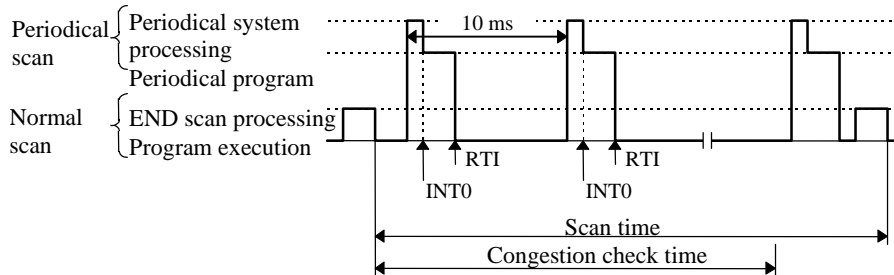 Periodical scan
Periodical system processing
Periodical program
10 ms
Normal scan
END scan processing
Program execution
RTI
RTI
INT0
INT0
Scan time
Congestion check time